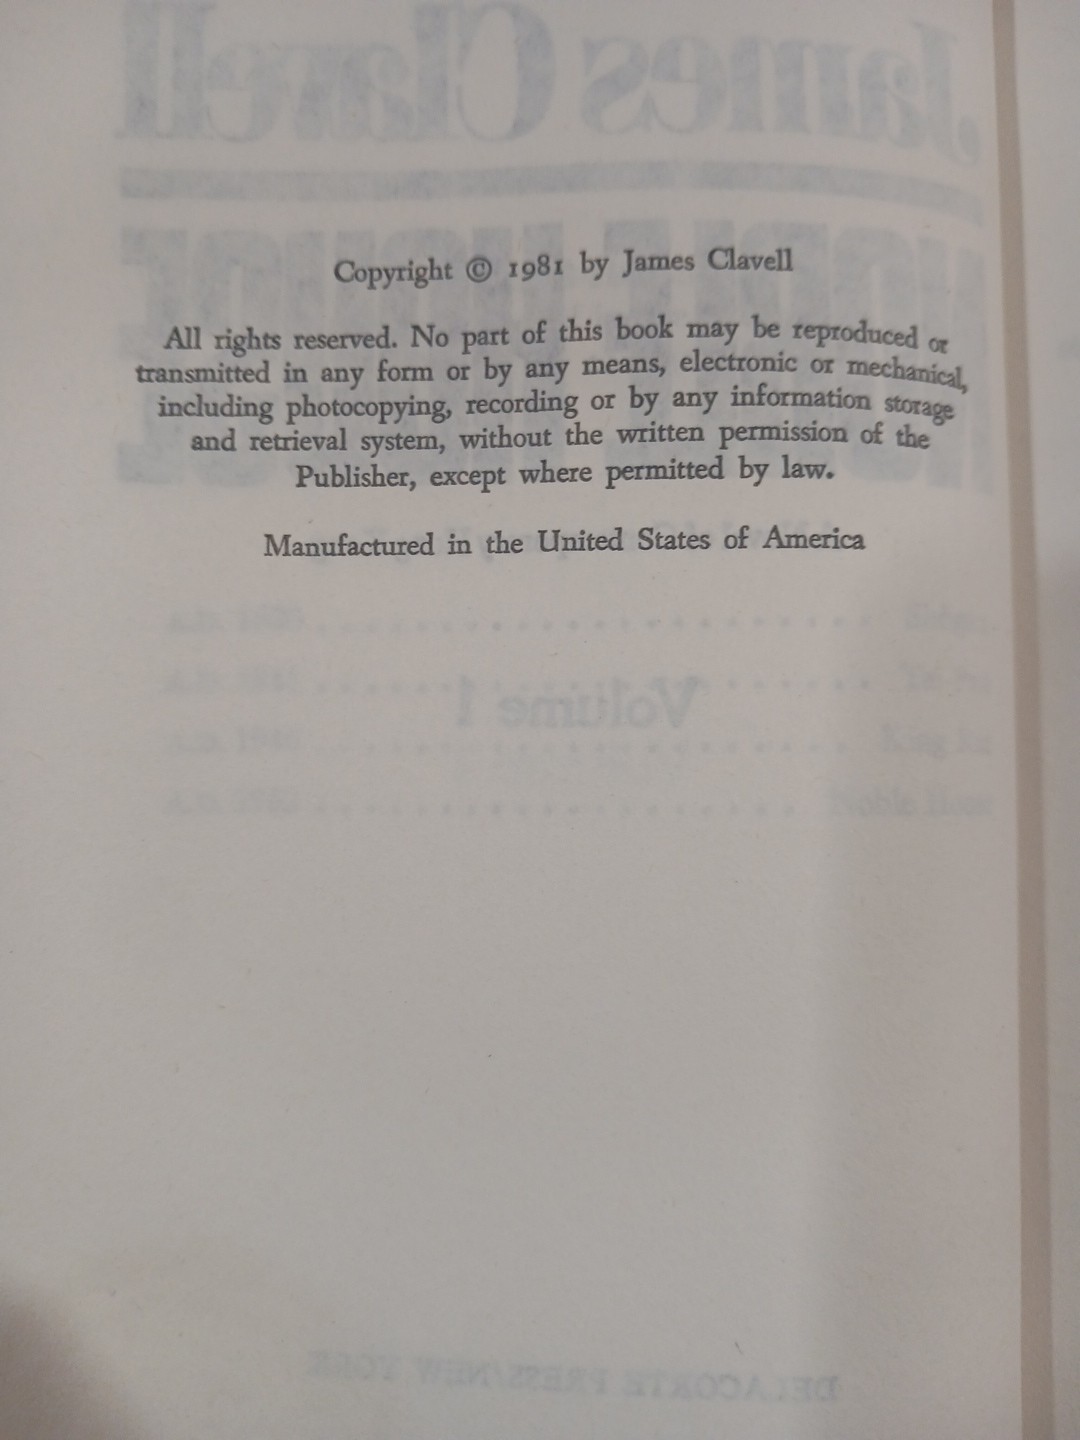 Copyright © 1981 by James Clavell
All rights reserved. No part of this book may be reproduced or
transmitted in any form or by any means, electronic or mechanical,
including photocopying, recording or by any information storage
and retrieval system, without the written permission of the
Publisher, except where permitted by law.
Manufactured in the United States of America